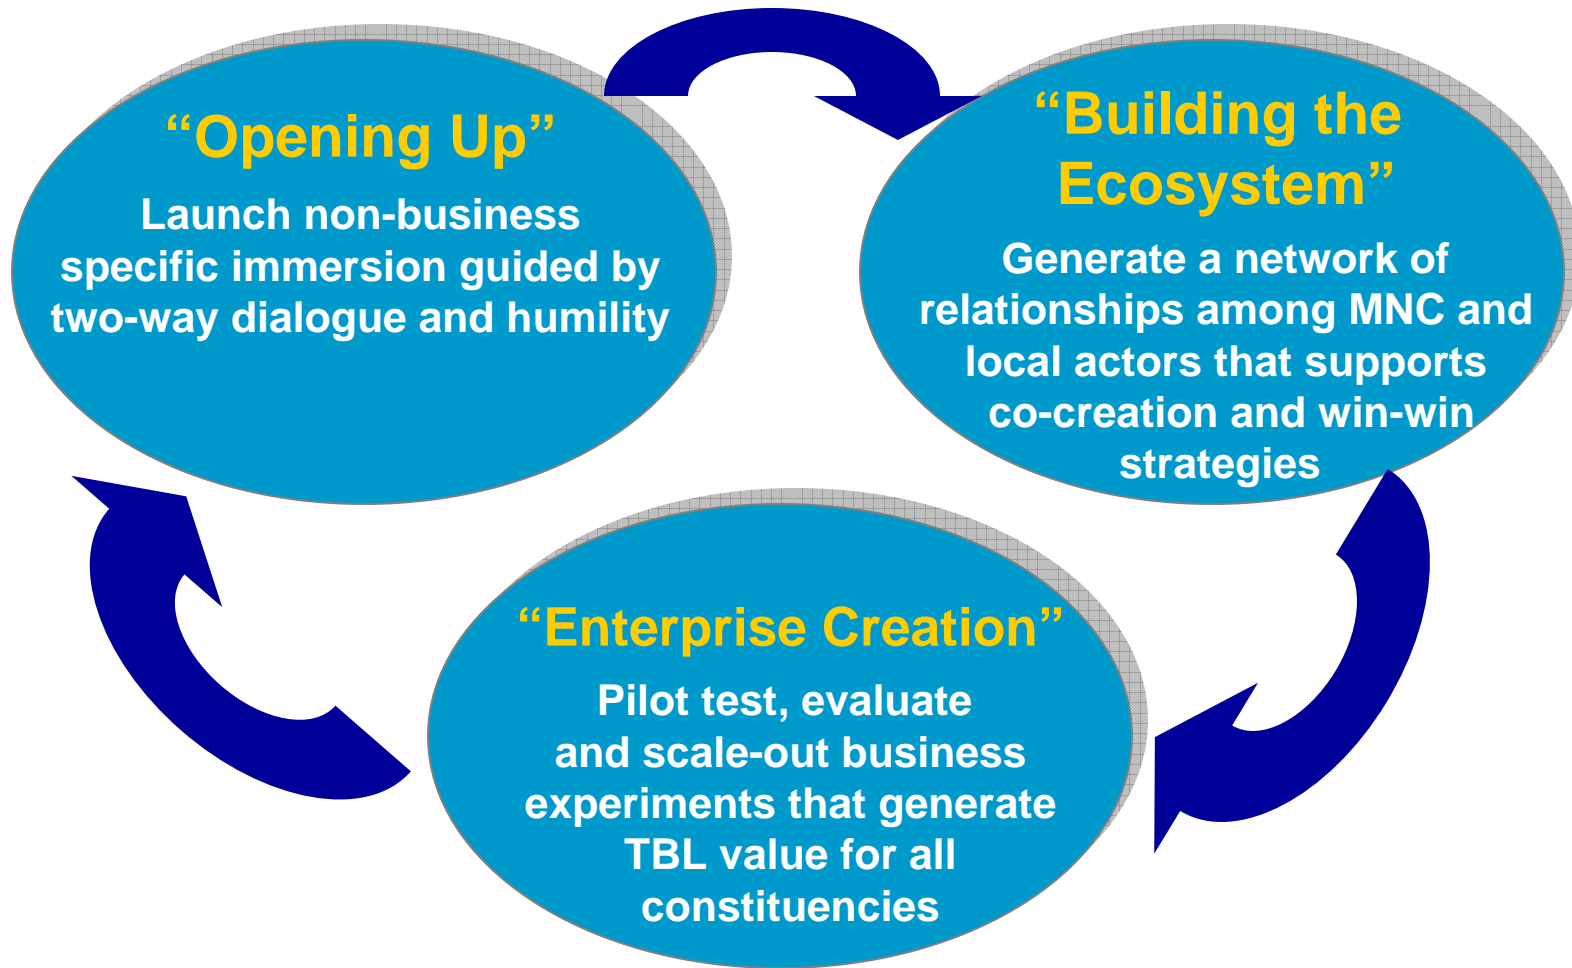 “Opening Up”
Launch non-business
specific immersion guided by
two-way dialogue and humility
“Building the
Ecosystem”
Generate a network of
relationships among MNC and
local actors that supports
co-creation and win-win
strategies
“Enterprise Creation”
Pilot test, evaluate
and scale-out business
experiments that generate
TBL value for all
constituencies